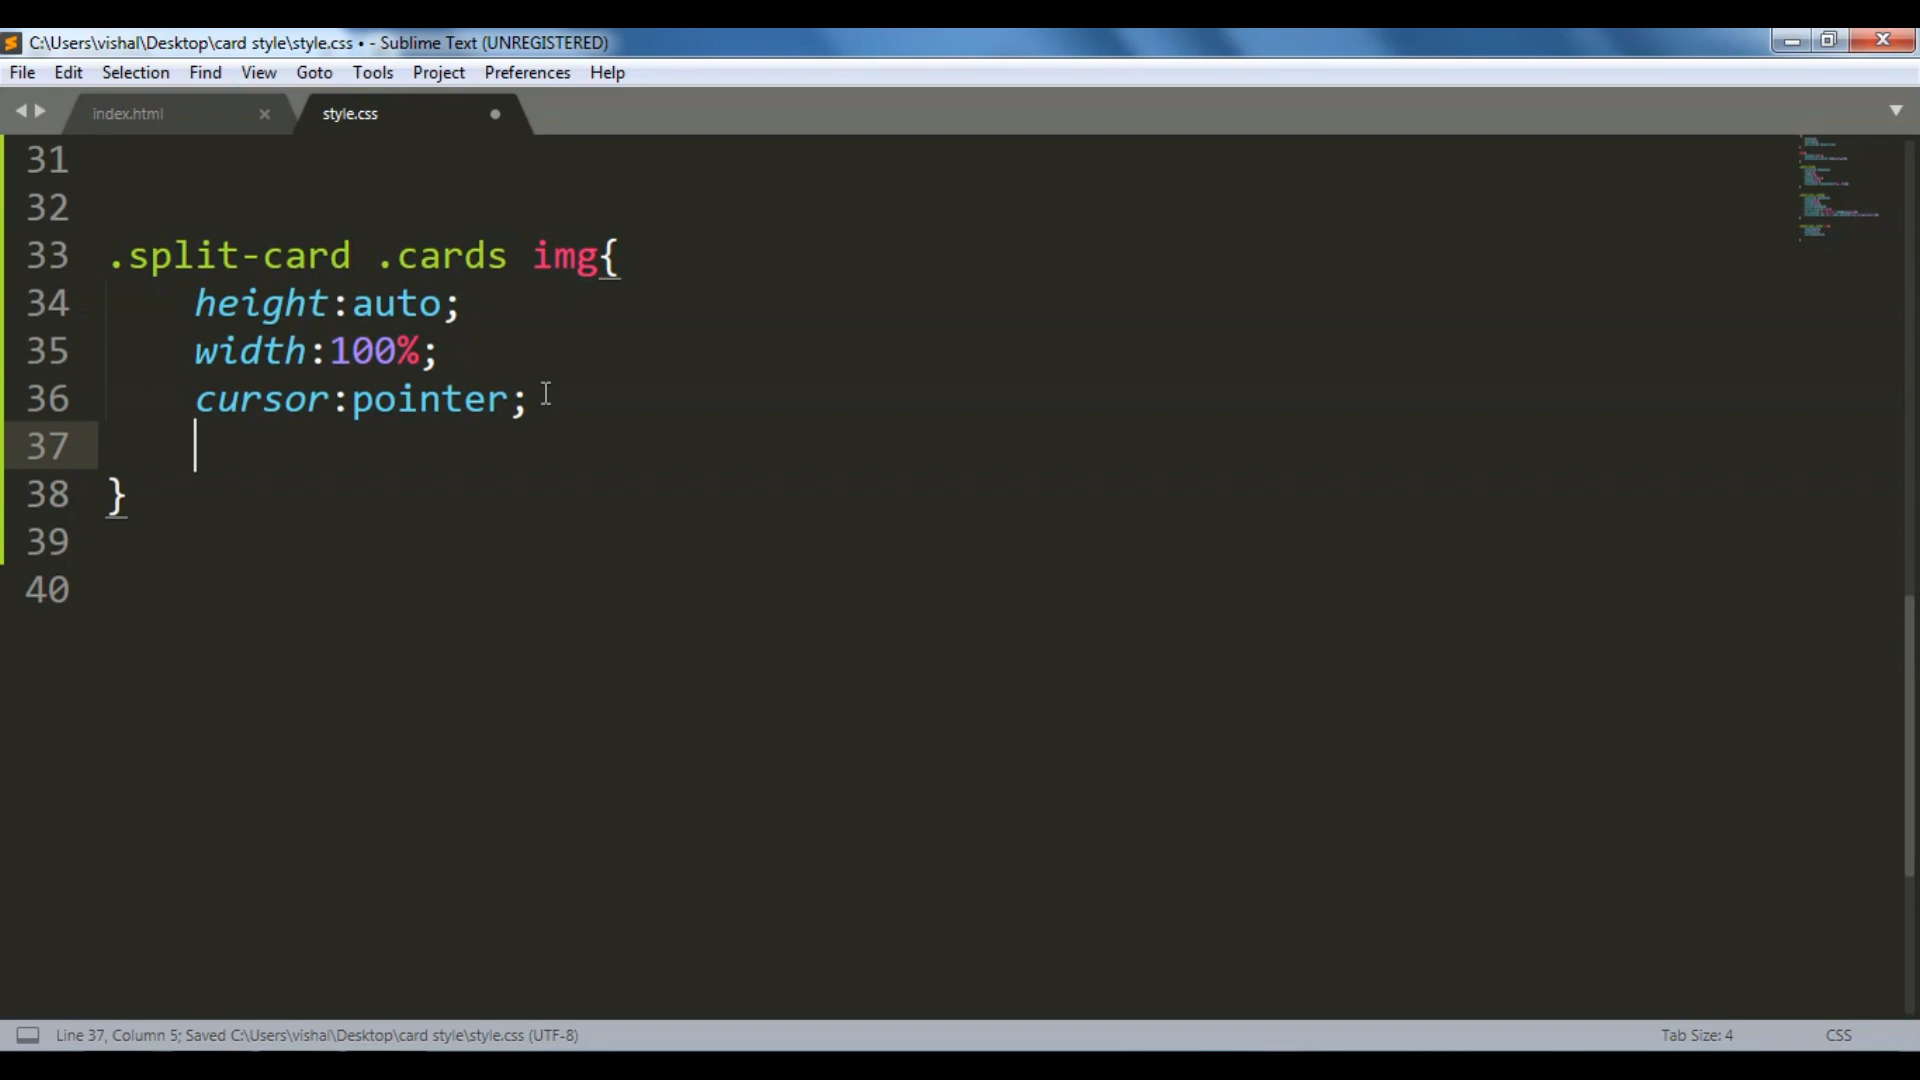 C:\Users\vishal\Desktop\card style\style.css • - Sublime Text (UNREGISTERED)
File Edit Selection Find View Goto Tools Project Preferences Help
index.html × style.css
31
32
33 .split-card .cards img{
34 height:auto;
35 width:100%;
36 cursor:pointer;
37
38 }
39
40
Line 37, Column 5; Saved C:\Users\vishal\Desktop\card style\style.css (UTF-8) Tab Size: 4 CSS